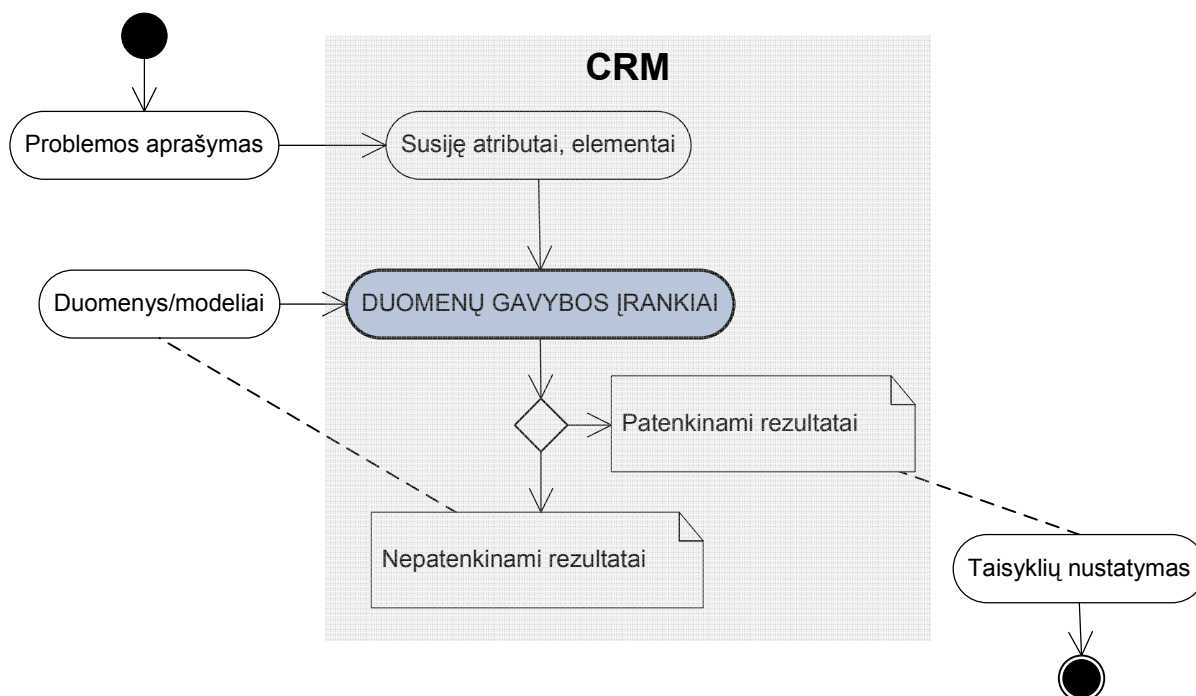 CRM
Problemos aprašymas
Susiję atributai, elementai
Duomenys/modeliai
DUOMENŲ GAVYBOS ĮRANKIAI
Patenkinami rezultatai
Nepatenkinami rezultatai
Taisyklių nustatymas